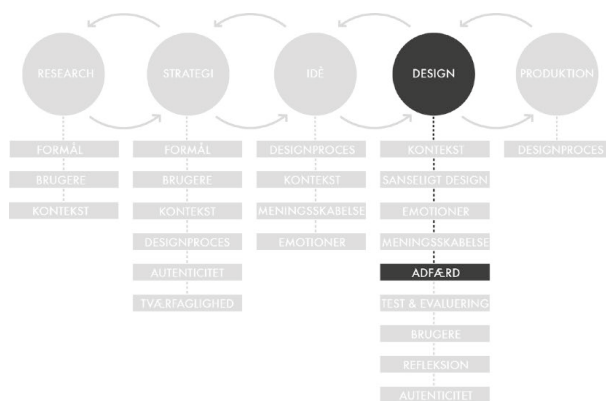 RESEARCH
STRATEGI
IDÉ
DESIGN
PRODUKTION
FORMÅL
BRUGERE
KONTEKST
FORMÅL
BRUGERE
KONTEKST
DESIGNPROCES
AUTENTICITET
TVÆRFAGLIGHED
DESIGNPROCES
KONTEKST
MENINGSSKABELSE
EMOTIONER
KONTEKST
SANSELIGT DESIGN
EMOTIONER
MENINGSSKABELSE
ADFÆRD
TEST & EVALUERING
BRUGERE
REFLEKSION
AUTENTICITET
DESIGNPROCES